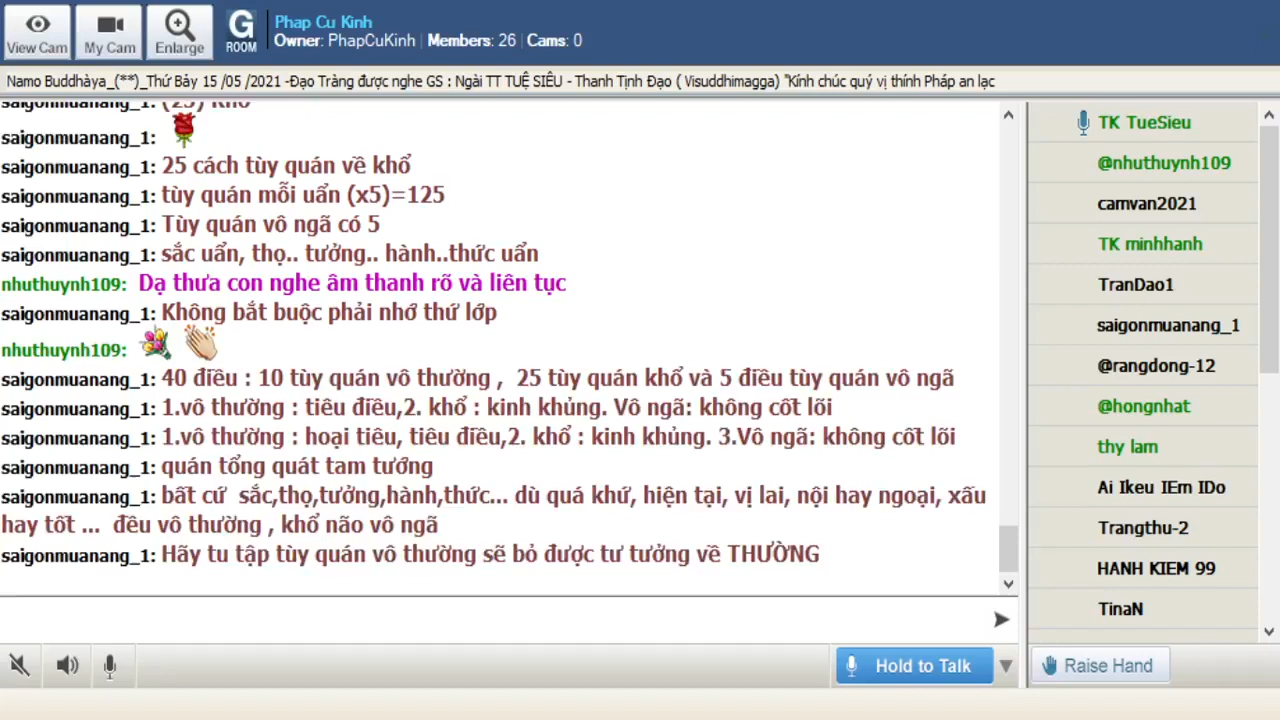 View Cam
My Cam
Enlarge
G
ROOM
Phap Cu Kinh
Owner: PhapCuKinh | Members: 26 | Cams: 0
Namo Buddhàya_(**)_Thứ Bảy 15 /05 /2021 -Đạo Tràng được nghe GS : Ngài TT TUỆ SIÊU - Thanh Tịnh Đạo ( Visuddhimagga) "Kính chúc quý vị thính Pháp an lạc
saigonmuanang_1: (25) Khổ
saigonmuanang_1:
saigonmuanang_1: 25 cách tùy quán về khổ
saigonmuanang_1: tùy quán mỗi uẩn (x5)=125
saigonmuanang_1: Tùy quán vô ngã có 5
saigonmuanang_1: sắc uẩn, thọ.. tưởng.. hành..thức uẩn
nhuthuynh109: Dạ thưa con nghe âm thanh rõ và liên tục
saigonmuanang_1: Không bắt buộc phải nhớ thứ lớp
nhuthuynh109:
saigonmuanang_1: 40 điều : 10 tùy quán vô thường , 25 tùy quán khổ và 5 điều tùy quán vô ngã
saigonmuanang_1: 1.vô thường : tiêu điều,2. khổ : kinh khủng. Vô ngã: không cốt lõi
saigonmuanang_1: 1.vô thường : hoại tiêu, tiêu điều,2. khổ : kinh khủng. 3.Vô ngã: không cốt lõi
saigonmuanang_1: quán tổng quát tam tướng
saigonmuanang_1: bất cứ sắc,thọ,tưởng,hành,thức... dù quá khứ, hiện tại, vị lai, nội hay ngoại, xấu
hay tốt ... đều vô thường , khổ não vô ngã
saigonmuanang_1: Hãy tu tập tùy quán vô thường sẽ bỏ được tư tưởng về THƯỜNG
TK TueSieu
@nhuthuynh109
camvan2021
TK minhhanh
TranDao1
saigonmuanang_1
@rangdong-12
@hongnhat
thy lam
Ai Ikeu IEm IDo
Trangthu-2
HANH KIEM 99
TinaN
Hold to Talk
Raise Hand